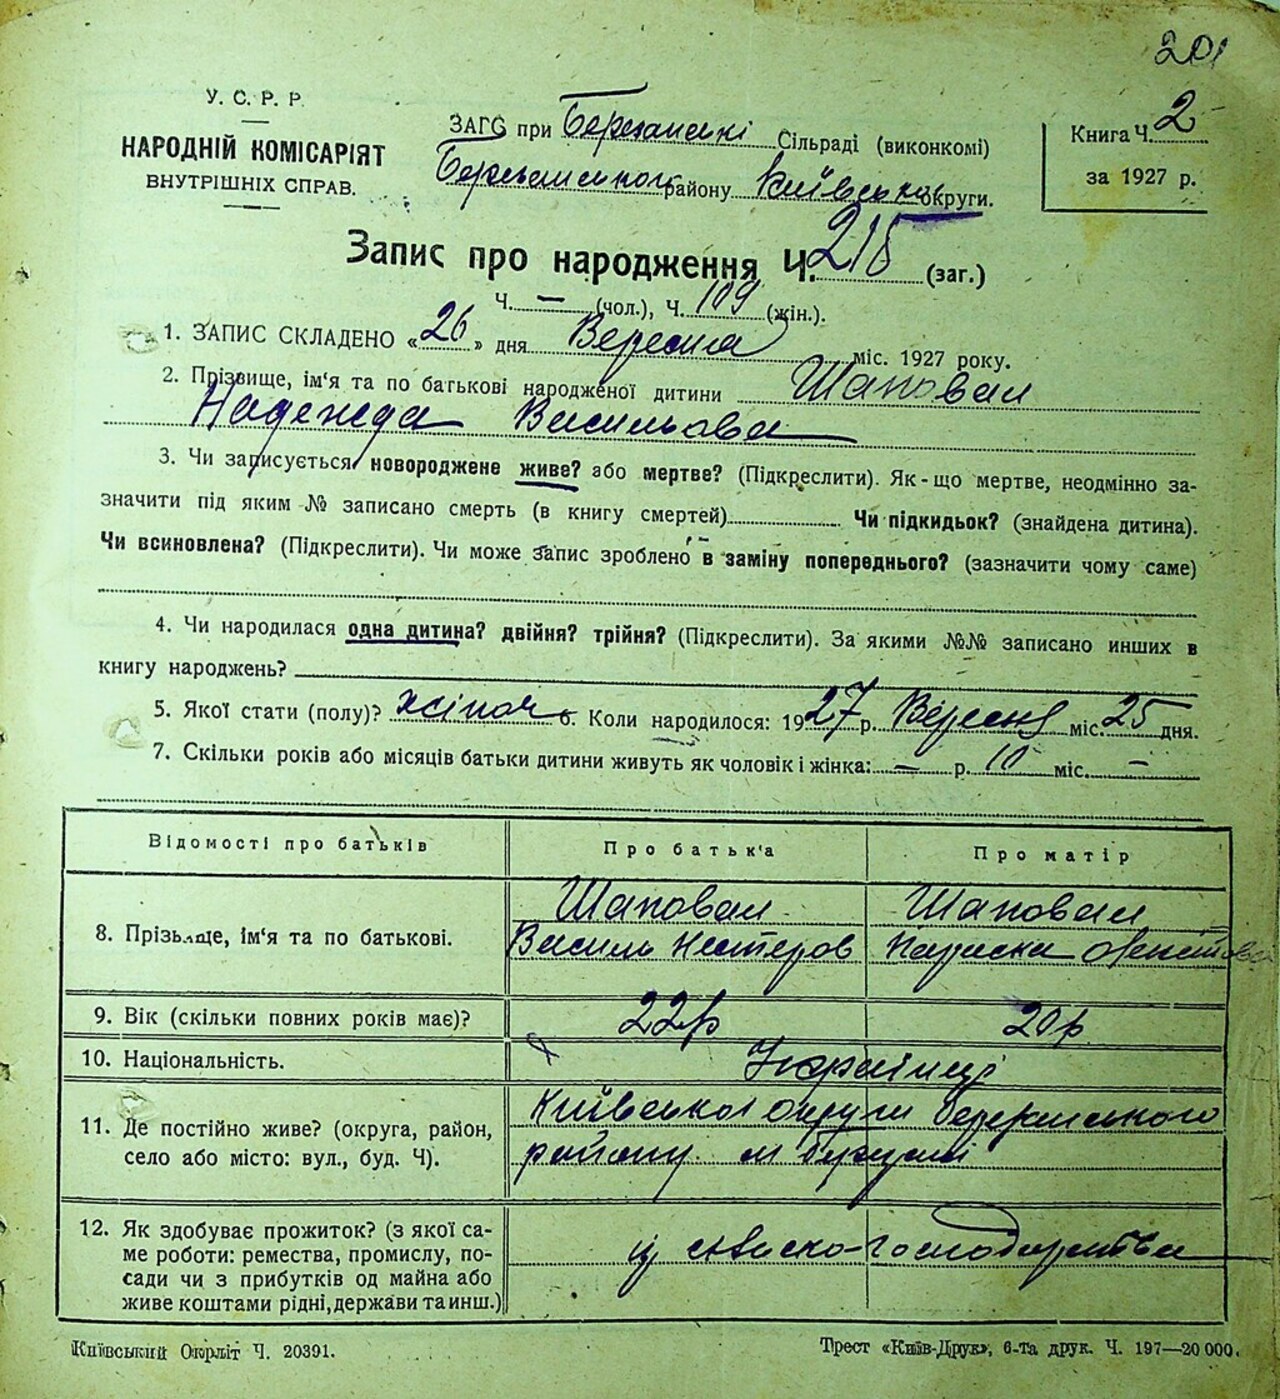 201
У. С. Р. Р.
НАРОДНІЙ КОМІСАРІЯТ
ВНУТРІШНІХ СПРАВ.
ЗАГС при Березанські Сільраді (виконкомі)
Березанського району Київської округи.
Книга Ч. 2
за 1927 р.
Запис про народження Ч. 215 (заг.)
Ч. — (чол.), Ч. 109 (жін.).
1. ЗАПИС СКЛАДЕНО «26» дня Вересня міс. 1927 року.
2. Прізвище, ім'я та по батькові народженої дитини Шаповал
Надежда Васильова
3. Чи записується новороджене живе? або мертве? (Підкреслити). Як-що мертве, неодмінно за-
значити під яким № записано смерть (в книгу смертей) Чи підкидьок? (знайдена дитина).
Чи всиновлена? (Підкреслити). Чи може запис зроблено в заміну попереднього? (зазначити чому саме)
4. Чи народилася одна дитина? двійня? трійня? (Підкреслити). За якими №№ записано инших в
книгу народжень?
5. Якої стати (полу)? жіноч 6. Коли народилося: 1927 р. Вересня міс. 25 дня.
7. Скільки років або місяців батьки дитини живуть як чоловік і жінка: — р. 10 міс. —
Відомості про батьків Про батьк'а Про матір
8. Прізвище, ім'я та по батькові. Шаповал Шаповал
Василь Нестеров Параска
9. Вік (скільки повних років має)? 22р 20р
10. Національність. Українці
11. Де постійно живе? (округа, район,
село або місто: вул., буд. Ч).
Київської округи Березанського
району м Березані
12. Як здобуває прожиток? (з якої са-
ме роботи: ремества, промислу, по-
сади чи з прибутків од майна або
живе коштами рідні, держави та инш.)
із сільско-господарства
Київський Окрліт Ч. 20391.
Трест «Київ-Друк», 6-та друк. Ч. 197—20 000.